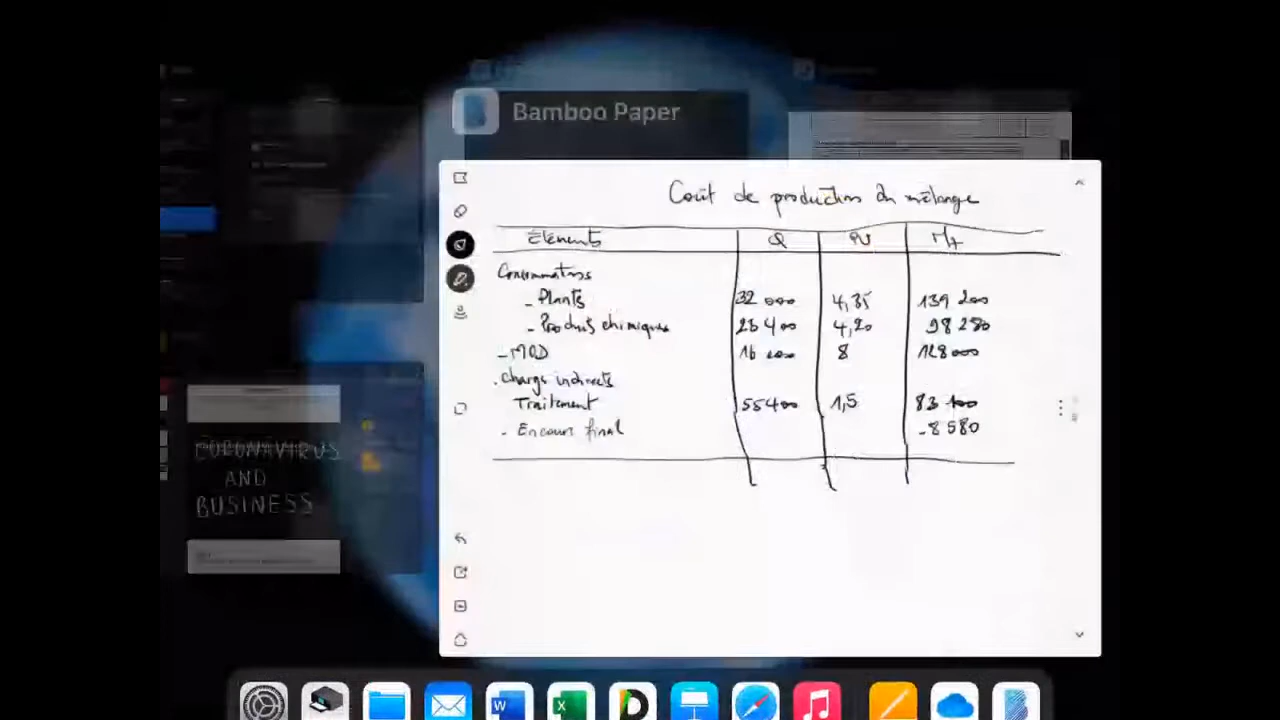 Bamboo Paper
Coût de production du mélange
Eléments Q PU Mt
Consommations
- Plants 32 000 4,35 139 200
- Produits chimiques 23 400 4,20 98 280
- MOD 16 000 8 128 000
. Charges indirects
Traitement 55 400 1,5 83 100
- Encours final - 8 580
CORONAVIRUS
AND
BUSINESS